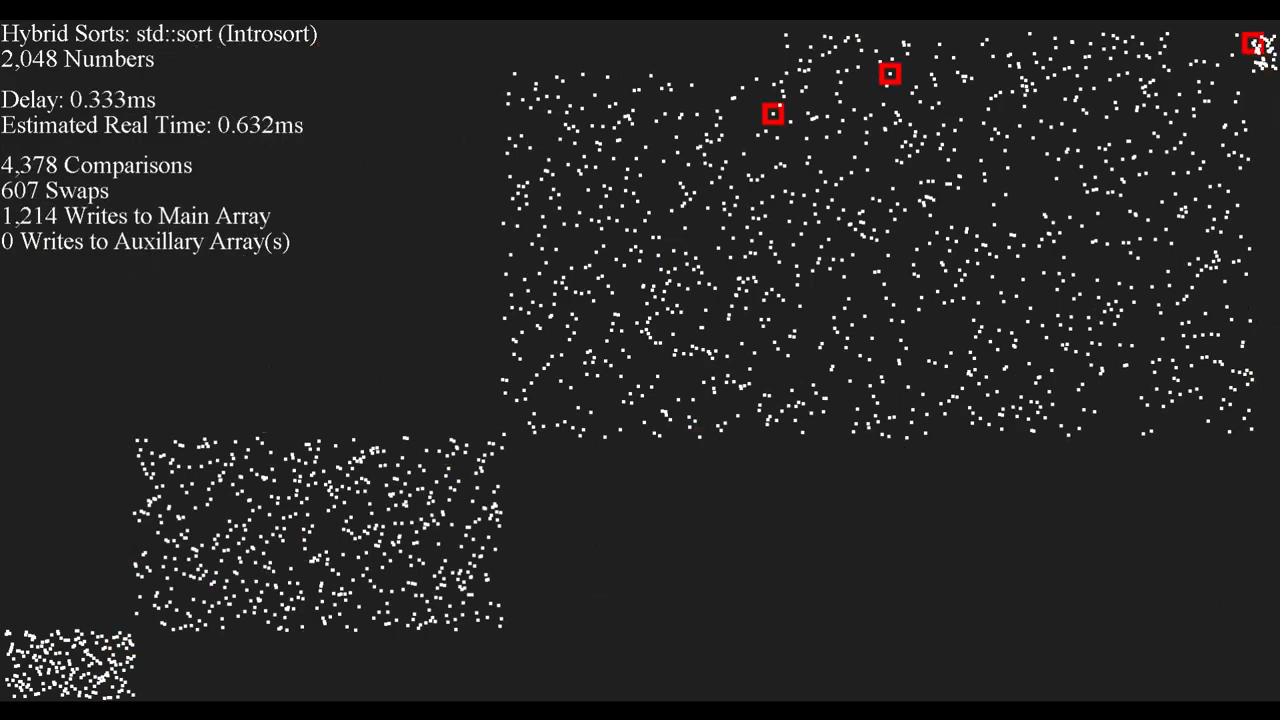 Hybrid Sorts: std::sort (Introsort)
2,048 Numbers
Delay: 0.333ms
Estimated Real Time: 0.632ms
4,378 Comparisons
607 Swaps
1,214 Writes to Main Array
0 Writes to Auxillary Array(s)